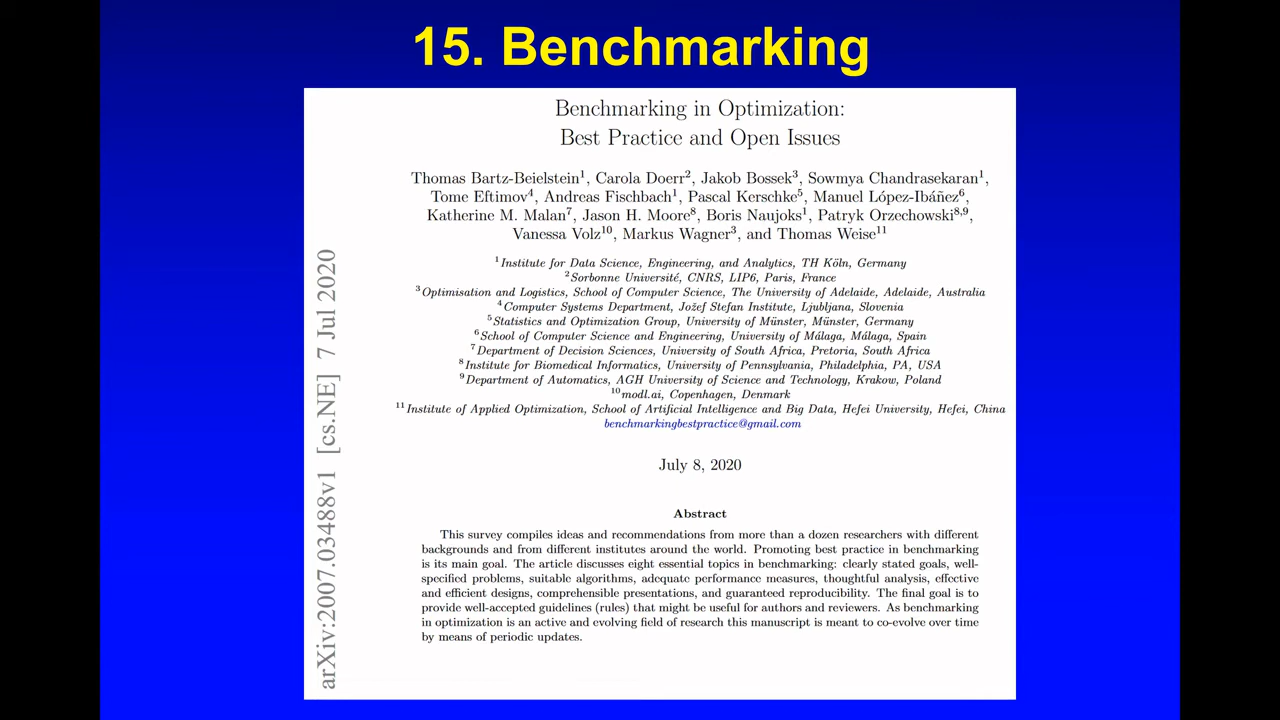 15. Benchmarking
Benchmarking in Optimization:
Best Practice and Open Issues
Thomas Bartz-Beielstein¹, Carola Doerr², Jakob Bossek³, Sowmya Chandrasekaran¹,
Tome Eftimov⁴, Andreas Fischbach¹, Pascal Kerschke⁵, Manuel López-Ibáñez⁶,
Katherine M. Malan⁷, Jason H. Moore⁸, Boris Naujoks¹, Patryk Orzechowski⁸,⁹,
Vanessa Volz¹⁰, Markus Wagner³, and Thomas Weise¹¹
¹Institute for Data Science, Engineering, and Analytics, TH Köln, Germany
²Sorbonne Université, CNRS, LIP6, Paris, France
³Optimisation and Logistics, School of Computer Science, The University of Adelaide, Adelaide, Australia
⁴Computer Systems Department, Jožef Stefan Institute, Ljubljana, Slovenia
⁵Statistics and Optimization Group, University of Münster, Münster, Germany
⁶School of Computer Science and Engineering, University of Málaga, Málaga, Spain
⁷Department of Decision Sciences, University of South Africa, Pretoria, South Africa
⁸Institute for Biomedical Informatics, University of Pennsylvania, Philadelphia, PA, USA
⁹Department of Automatics, AGH University of Science and Technology, Krakow, Poland
¹⁰modl.ai, Copenhagen, Denmark
¹¹Institute of Applied Optimization, School of Artificial Intelligence and Big Data, Hefei University, Hefei, China
benchmarkingbestpractice@gmail.com
July 8, 2020
Abstract
This survey compiles ideas and recommendations from more than a dozen researchers with different
backgrounds and from different institutes around the world. Promoting best practice in benchmarking
is its main goal. The article discusses eight essential topics in benchmarking: clearly stated goals, well-
specified problems, suitable algorithms, adequate performance measures, thoughtful analysis, effective
and efficient designs, comprehensible presentations, and guaranteed reproducibility. The final goal is to
provide well-accepted guidelines (rules) that might be useful for authors and reviewers. As benchmarking
in optimization is an active and evolving field of research this manuscript is meant to co-evolve over time
by means of periodic updates.
arXiv:2007.03488v1 [cs.NE] 7 Jul 2020